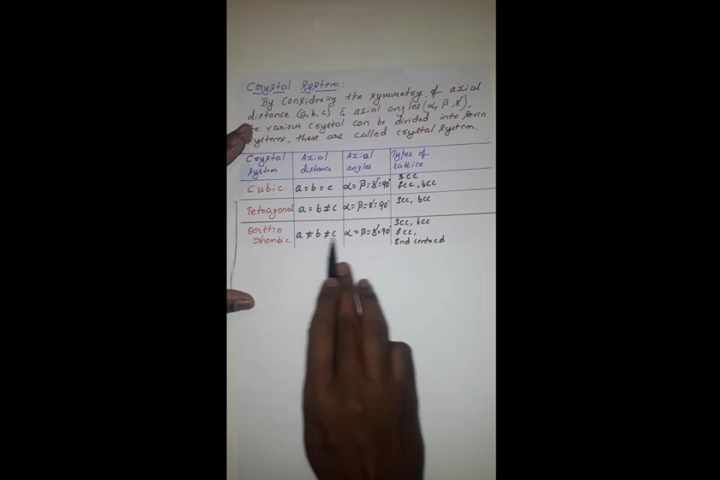 Crystal System:
By considering the symmetry of axial
distance (a, b, c) & axial angles (α, β, γ),
the various crystal can be divided into seven
systems, these are called crystal system.
Crystal system | Axial distance | Axial angles | Types of lattice
Cubic | a = b = c | α = β = γ = 90° | SCC fcc, bcc
Tetragonal | a = b ≠ c | α = β = γ = 90° | SCC, bcc
Ortho rhombic | a ≠ b ≠ c | α = β = γ = 90° | SCC, bcc fcc, End centred